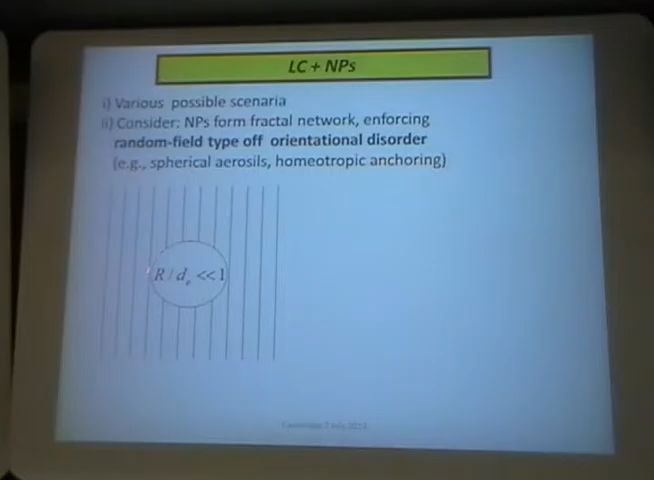 LC + NPs
i) Various possible scenaria
ii) Consider: NPs form fractal network, enforcing
random-field type off orientational disorder
(e.g., spherical aerosils, homeotropic anchoring)
R / dₑ << 1